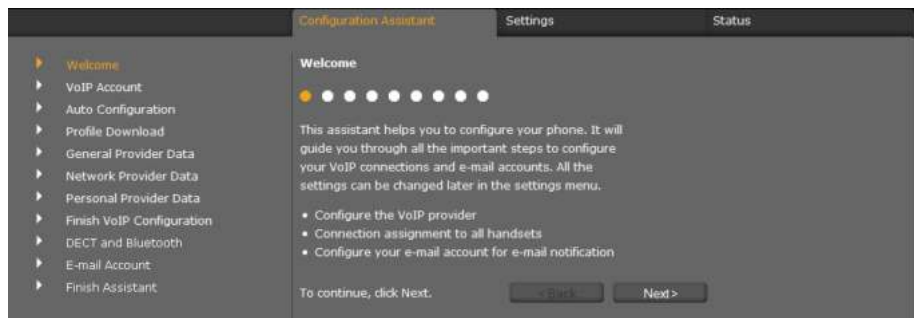 Configuration Assistant
Settings
Status
Welcome
VoIP Account
Auto Configuration
Profile Download
General Provider Data
Network Provider Data
Personal Provider Data
Finish VoIP Configuration
DECT and Bluetooth
E-mail Account
Finish Assistant
Welcome
This assistant helps you to configure your phone. It will
guide you through all the important steps to configure
your VoIP connections and e-mail accounts. All the
settings can be changed later in the settings menu.
• Configure the VoIP provider
• Connection assignment to all handsets
• Configure your e-mail account for e-mail notification
To continue, click Next.
<Back
Next>